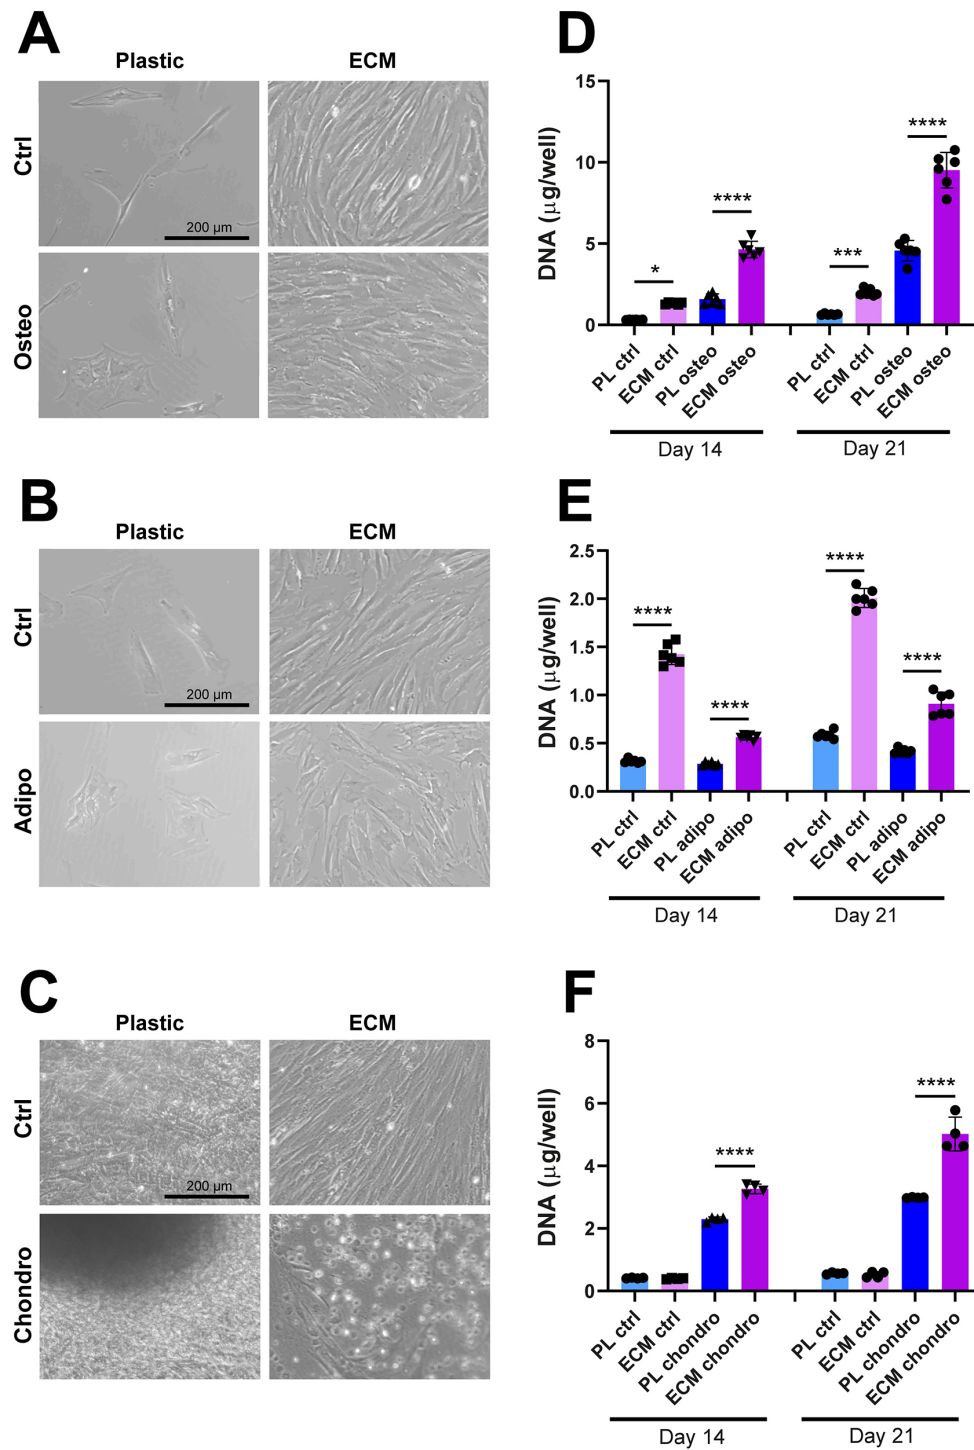 A
Plastic ECM
Ctrl
200 µm
Osteo
D
DNA (µg/well)
15
10
5
0
* **** *** ****
PL ctrl
ECM ctrl
PL osteo
ECM osteo
PL ctrl
ECM ctrl
PL osteo
ECM osteo
Day 14 Day 21
B
Plastic ECM
Ctrl
200 µm
Adipo
E
DNA (µg/well)
2.5
2.0
1.5
1.0
0.5
0.0
**** **** **** ****
PL ctrl
ECM ctrl
PL adipo
ECM adipo
PL ctrl
ECM ctrl
PL adipo
ECM adipo
Day 14 Day 21
C
Plastic ECM
Ctrl
200 µm
Chondro
F
DNA (µg/well)
8
6
4
2
0
**** ****
PL ctrl
ECM ctrl
PL chondro
ECM chondro
PL ctrl
ECM ctrl
PL chondro
ECM chondro
Day 14 Day 21